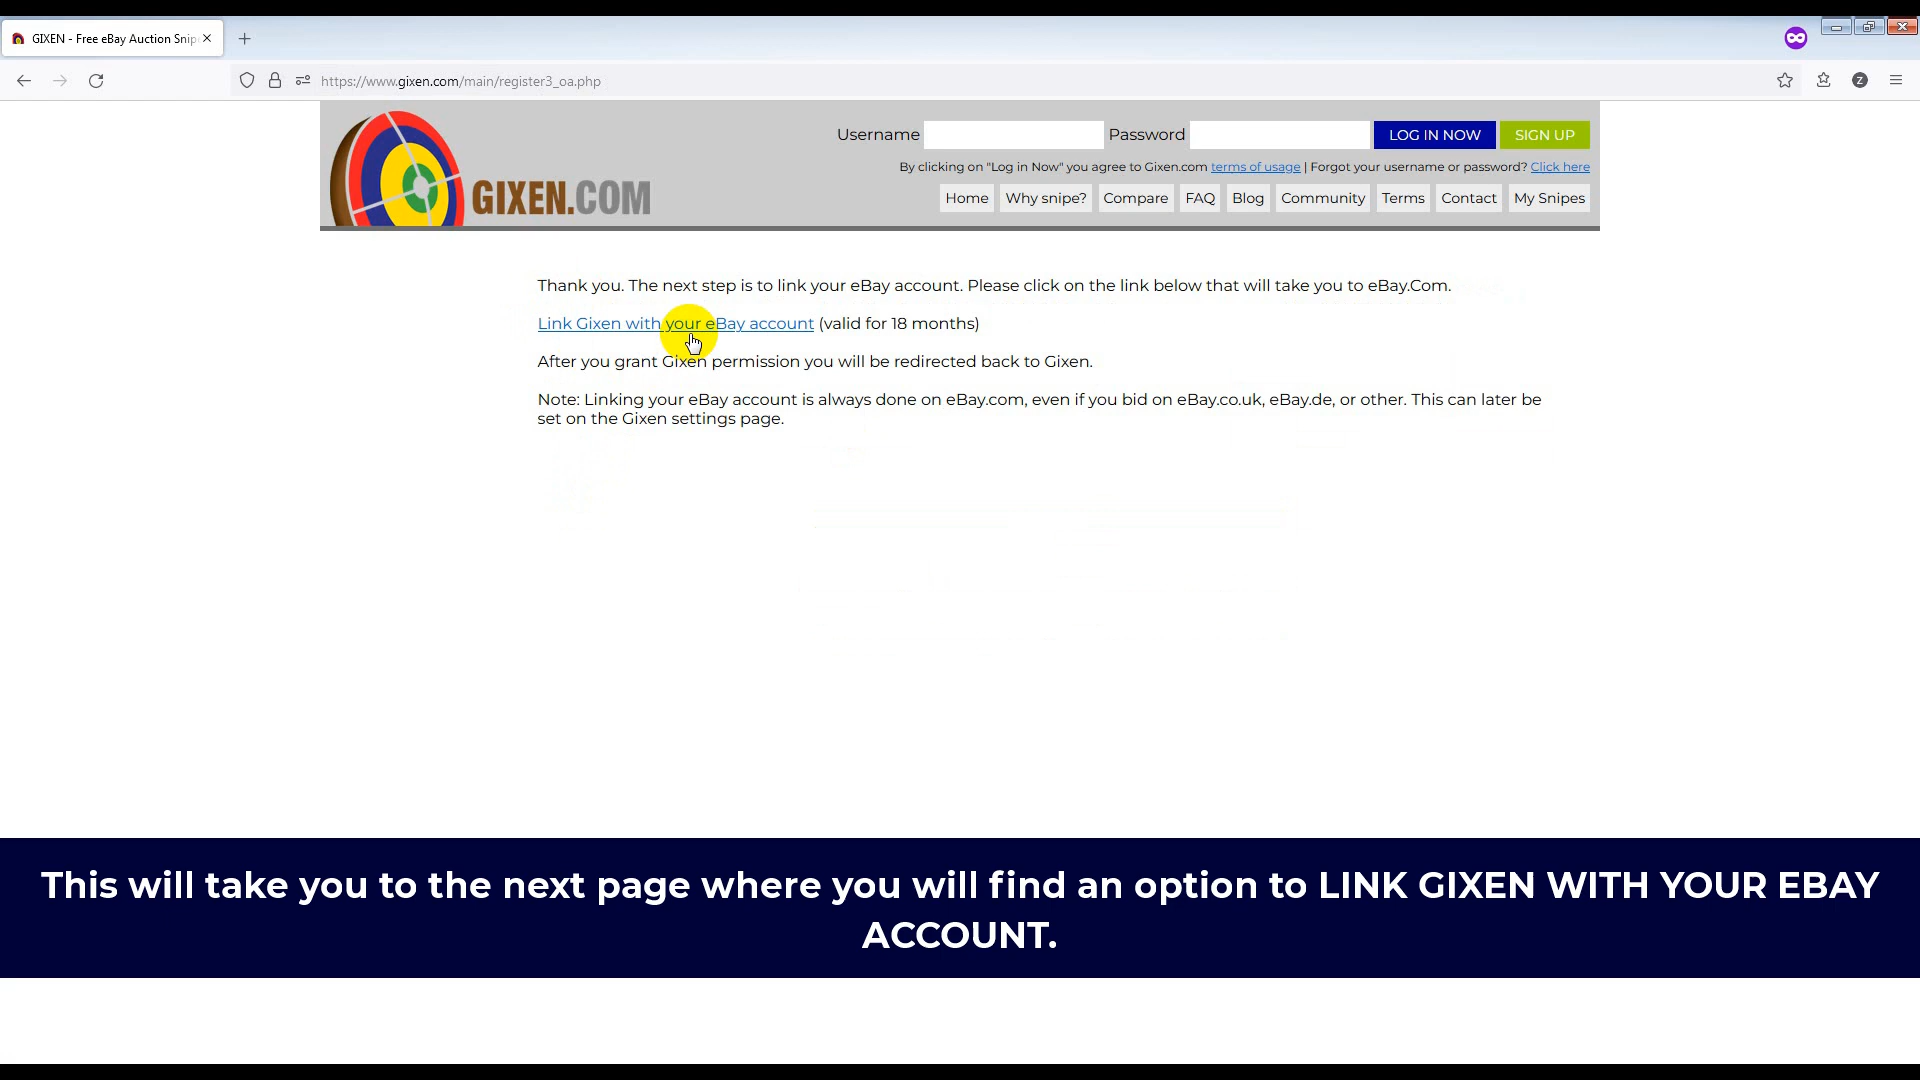 GIXEN - Free eBay Auction Snip
https://www.gixen.com/main/register3_oa.php
Z
Username Password LOG IN NOW SIGN UP
By clicking on "Log in Now" you agree to Gixen.com terms of usage | Forgot your username or password? Click here
GIXEN.COM
Home Why snipe? Compare FAQ Blog Community Terms Contact My Snipes
Thank you. The next step is to link your eBay account. Please click on the link below that will take you to eBay.Com.
Link Gixen with your eBay account (valid for 18 months)
After you grant Gixen permission you will be redirected back to Gixen.
Note: Linking your eBay account is always done on eBay.com, even if you bid on eBay.co.uk, eBay.de, or other. This can later be
set on the Gixen settings page.
This will take you to the next page where you will find an option to LINK GIXEN WITH YOUR EBAY
ACCOUNT.